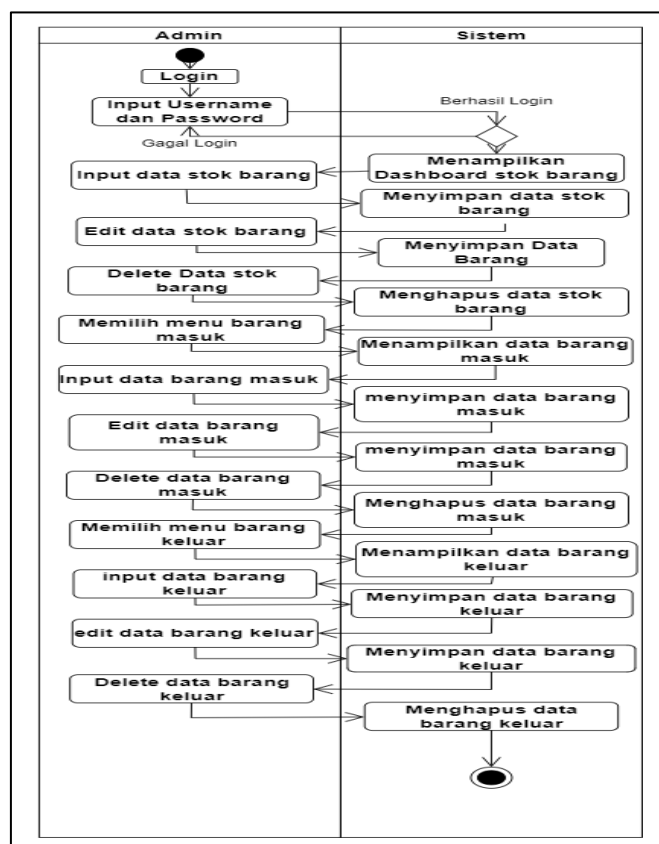 Admin
Sistem
Login
Input Username
dan Password
Berhasil Login
Gagal Login
Menampilkan
Dashboard stok barang
Input data stok barang
Menyimpan data stok
barang
Edit data stok barang
Menyimpan Data
Barang
Delete Data stok
barang
Menghapus data stok
barang
Memilih menu barang
masuk
Menampilkan data barang
masuk
Input data barang masuk
menyimpan data barang
masuk
Edit data barang
masuk
menyimpan data barang
masuk
Delete data barang
masuk
Menghapus data barang
masuk
Memilih menu barang
keluar
Menampilkan data barang
keluar
input data barang
keluar
Menyimpan data barang
keluar
edit data barang keluar
Menyimpan data barang
keluar
Delete data barang
keluar
Menghapus data
barang keluar